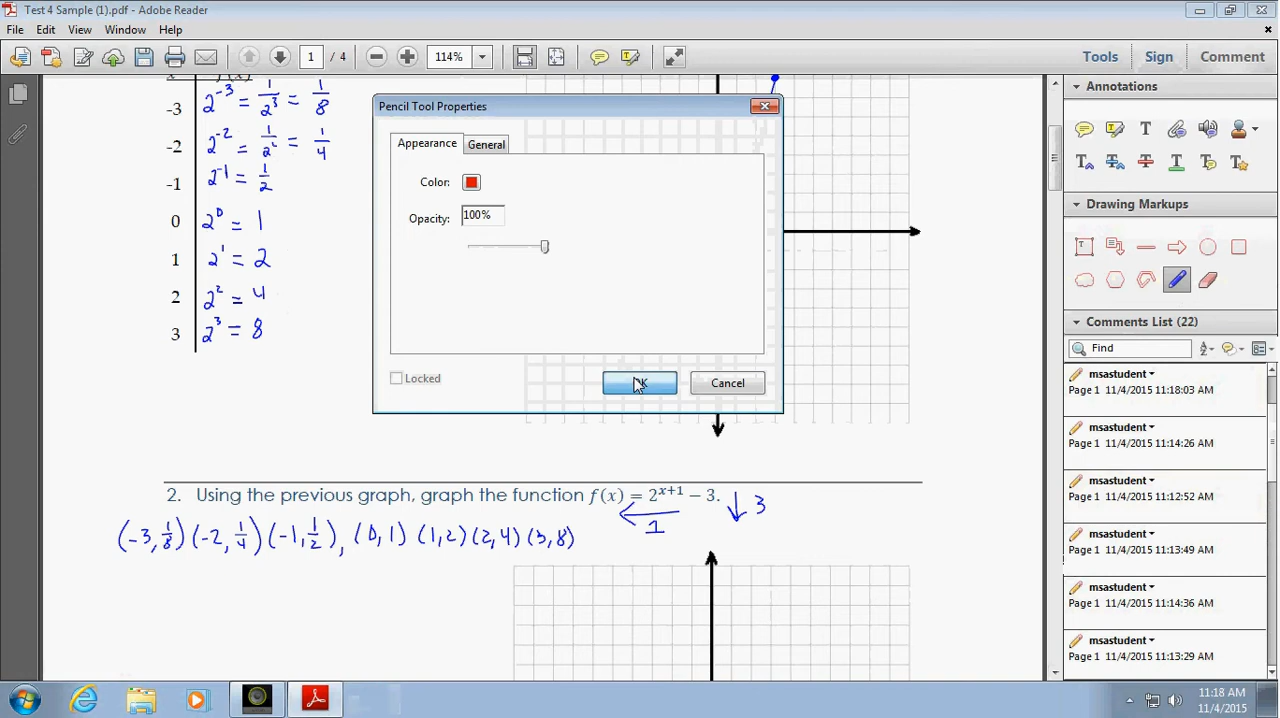 Test 4 Sample (1).pdf - Adobe Reader
File Edit View Window Help
1 / 4 114% Tools Sign Comment
x f(x)
-3 2^-3 = 1/2^3 = 1/8
-2 2^-2 = 1/2^2 = 1/4
-1 2^-1 = 1/2
0 2^0 = 1
1 2^1 = 2
2 2^2 = 4
3 2^3 = 8
Pencil Tool Properties
Appearance General
Color:
Opacity: 100%
Locked OK Cancel
2. Using the previous graph, graph the function f(x) = 2^{x+1} − 3. ↓ 3
← 1
(-3, 1/8) (-2, 1/4) (-1, 1/2), (0, 1) (1, 2) (2, 4) (3, 8)
Annotations
Drawing Markups
Comments List (22)
Find
msastudent
Page 1 11/4/2015 11:18:03 AM
msastudent
Page 1 11/4/2015 11:14:26 AM
msastudent
Page 1 11/4/2015 11:12:52 AM
msastudent
Page 1 11/4/2015 11:13:49 AM
msastudent
Page 1 11/4/2015 11:14:36 AM
msastudent
Page 1 11/4/2015 11:13:29 AM
11:18 AM
11/4/2015